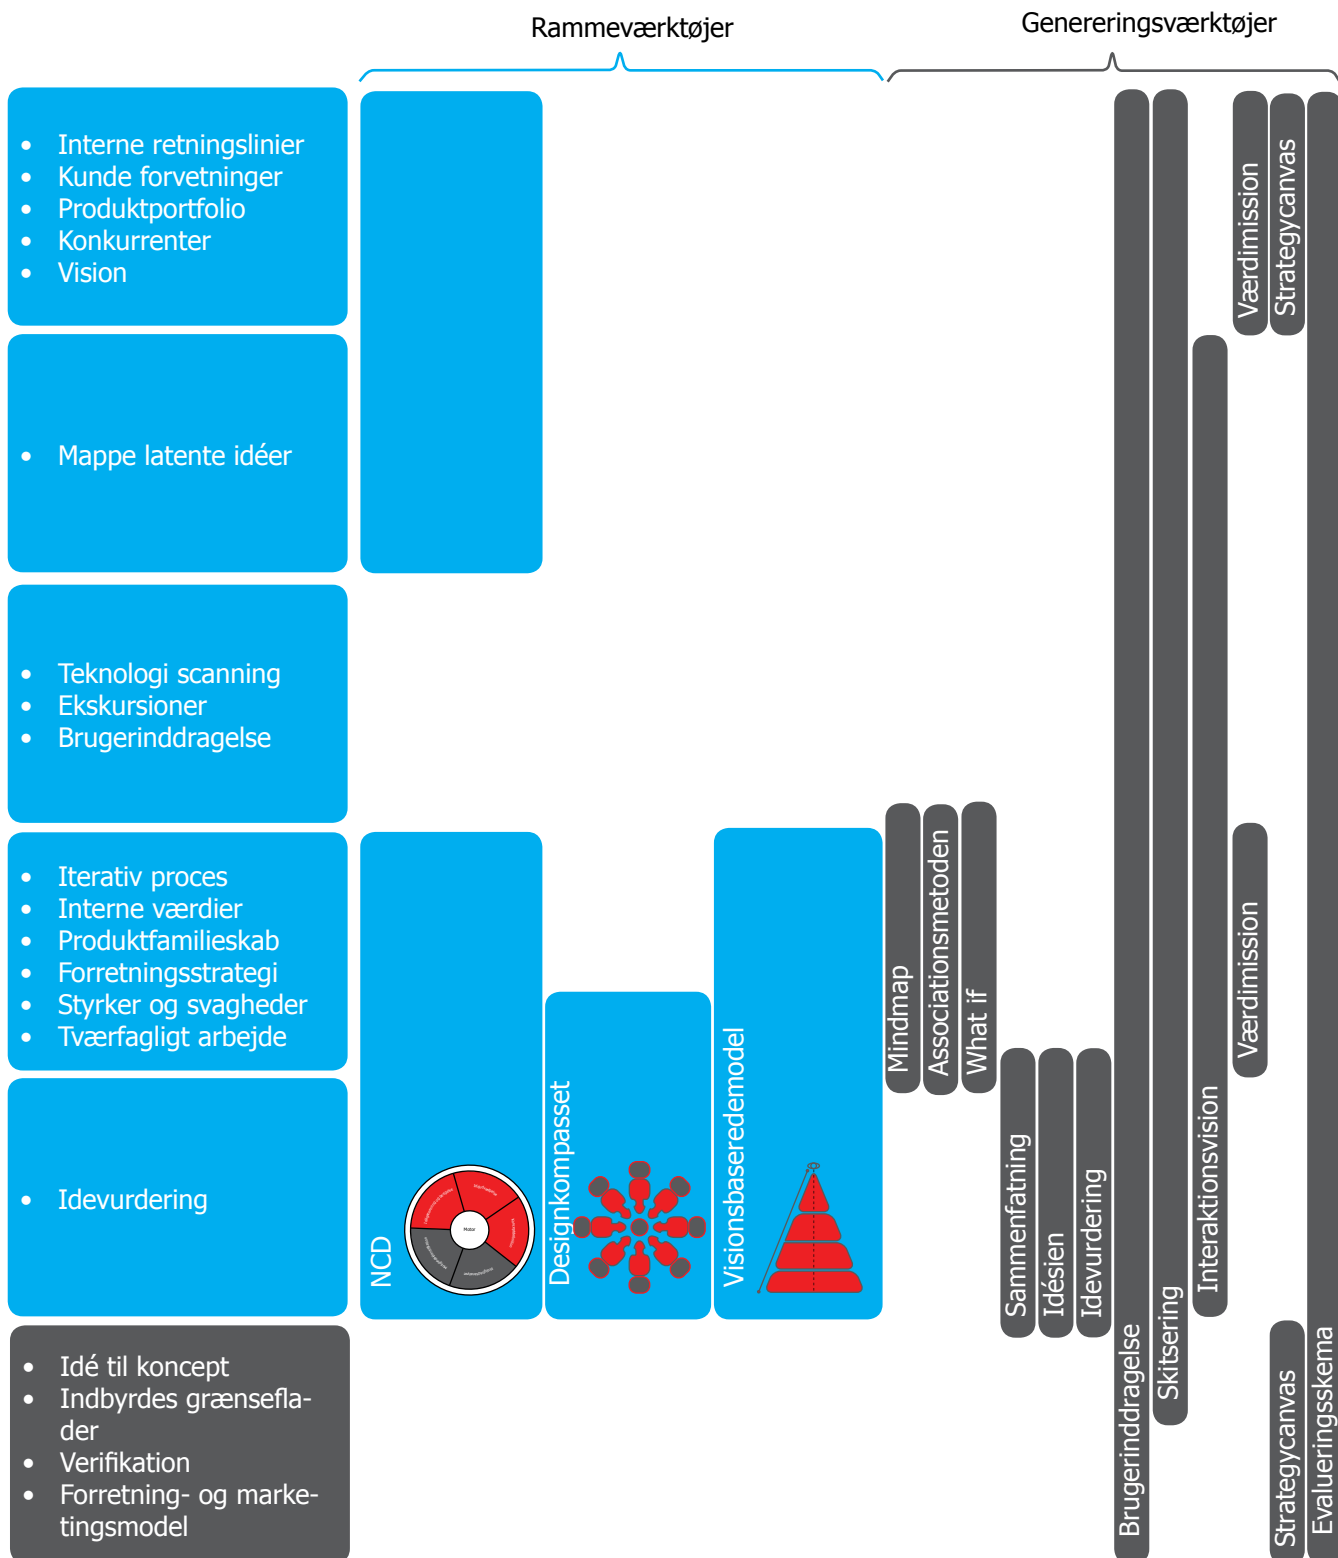 Rammeværktøjer
Genereringsværktøjer
• Interne retningslinier
• Kunde forvetninger
• Produktportfolio
• Konkurrenter
• Vision
• Mappe latente idéer
• Teknologi scanning
• Ekskursioner
• Brugerinddragelse
• Iterativ proces
• Interne værdier
• Produktfamilieskab
• Forretningsstrategi
• Styrker og svagheder
• Tværfagligt arbejde
• Idevurdering
• Idé til koncept
• Indbyrdes grænsefla-
der
• Verifikation
• Forretning- og marke-
tingsmodel
NCD
Motor
Designkompasset
Visionsbaseredemodel
Mindmap
Associationsmetoden
What if
Sammenfatning
Idésien
Idevurdering
Brugerinddragelse
Skitsering
Interaktionsvision
Værdimission
Værdimission
Strategycanvas
Strategycanvas
Evalueringsskema